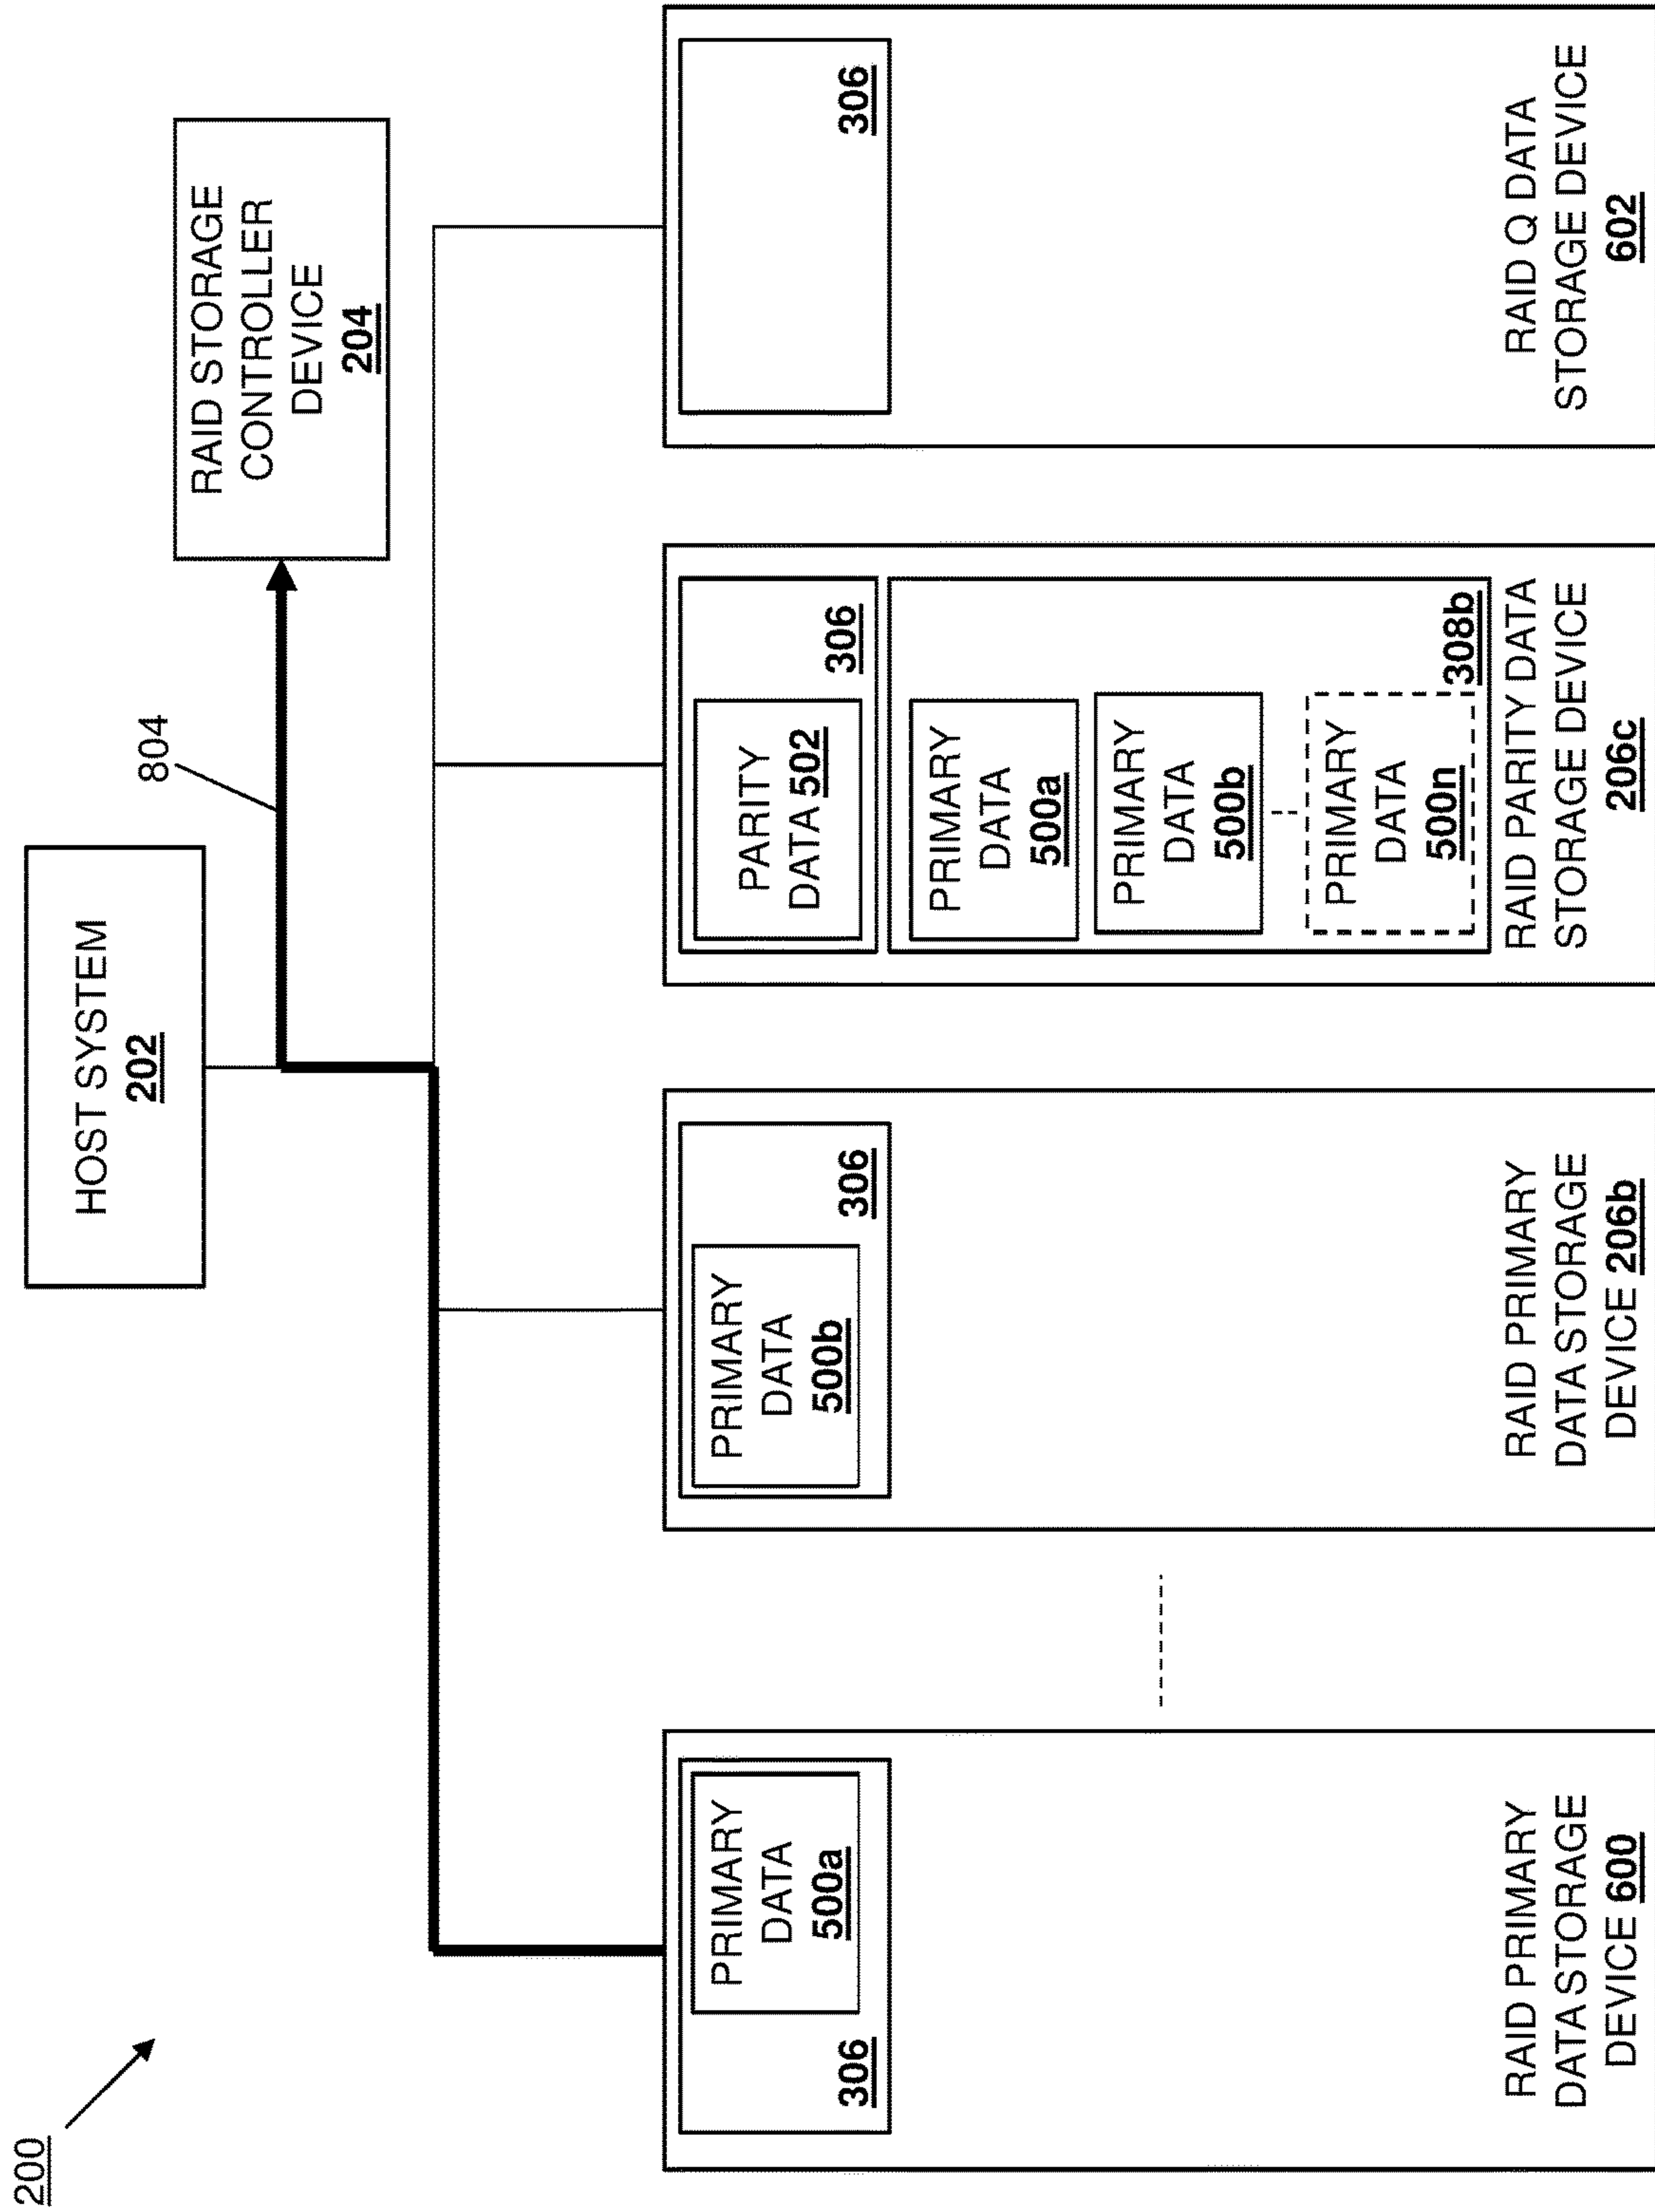 200
HOST SYSTEM
202
804
RAID STORAGE
CONTROLLER
DEVICE
204
PRIMARY
DATA
500a
306
RAID PRIMARY
DATA STORAGE
DEVICE 600
PRIMARY
DATA
500b
306
RAID PRIMARY
DATA STORAGE
DEVICE 206b
PARITY
DATA 502
306
PRIMARY
DATA
500a
PRIMARY
DATA
500b
PRIMARY
DATA
500n
308b
RAID PARITY DATA
STORAGE DEVICE
206c
306
RAID Q DATA
STORAGE DEVICE
602